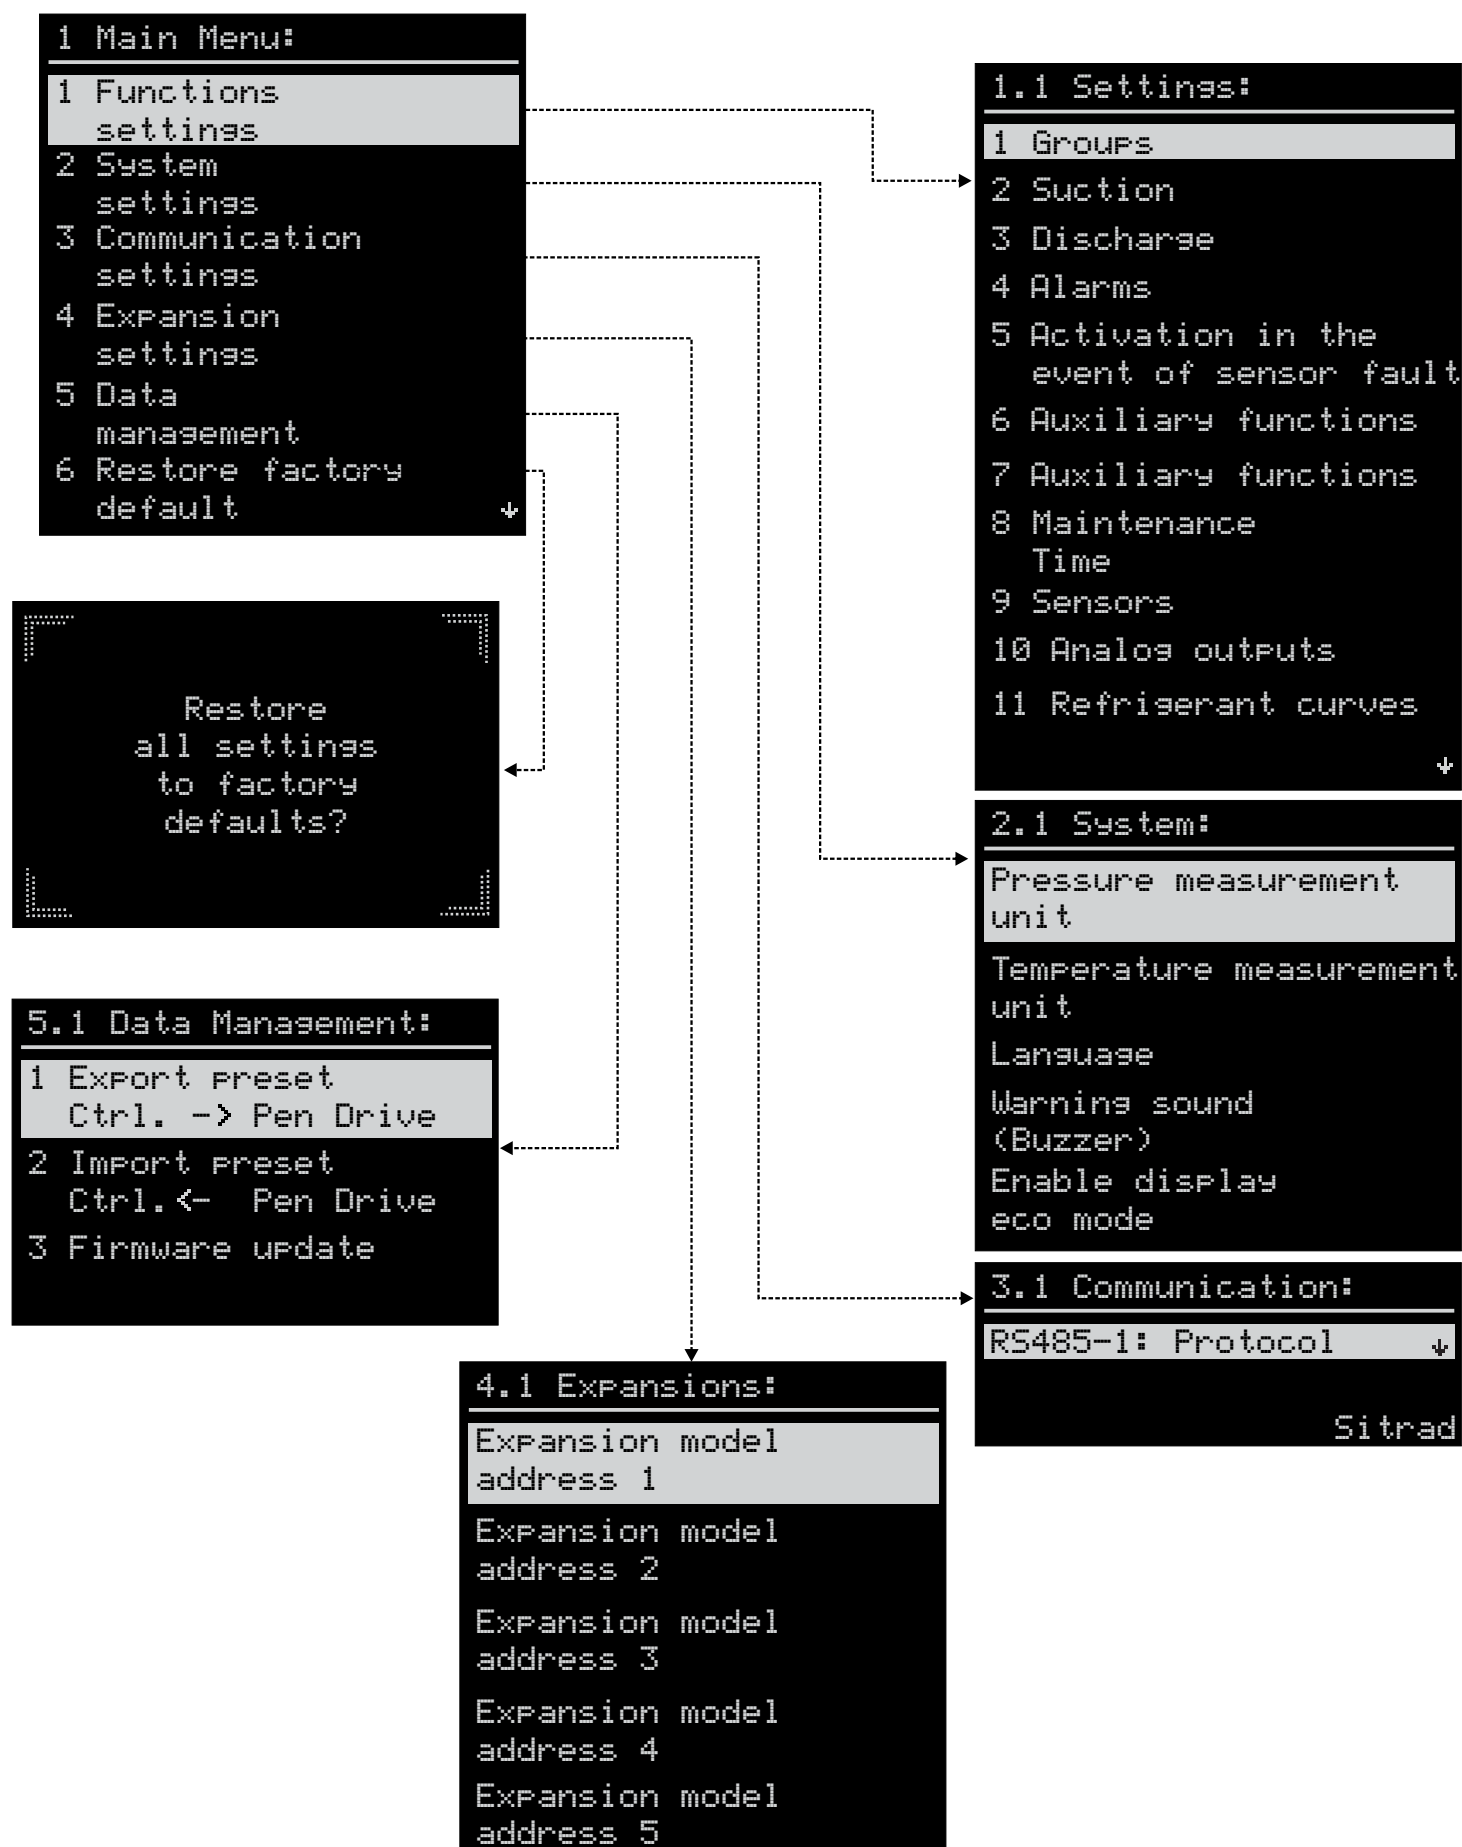 1 Main Menu:
1 Functions
settings
2 System
settings
3 Communication
settings
4 Expansion
settings
5 Data
management
6 Restore factory
default
Restore
all settings
to factory
defaults?
5.1 Data Management:
1 Export preset
Ctrl. -> Pen Drive
2 Import preset
Ctrl.<- Pen Drive
3 Firmware update
1.1 Settings:
1 Groups
2 Suction
3 Discharge
4 Alarms
5 Activation in the
event of sensor fault
6 Auxiliary functions
7 Auxiliary functions
8 Maintenance
Time
9 Sensors
10 Analog outputs
11 Refrigerant curves
2.1 System:
Pressure measurement
unit
Temperature measurement
unit
Language
Warning sound
(Buzzer)
Enable display
eco mode
3.1 Communication:
RS485-1: Protocol
Sitrad
4.1 Expansions:
Expansion model
address 1
Expansion model
address 2
Expansion model
address 3
Expansion model
address 4
Expansion model
address 5